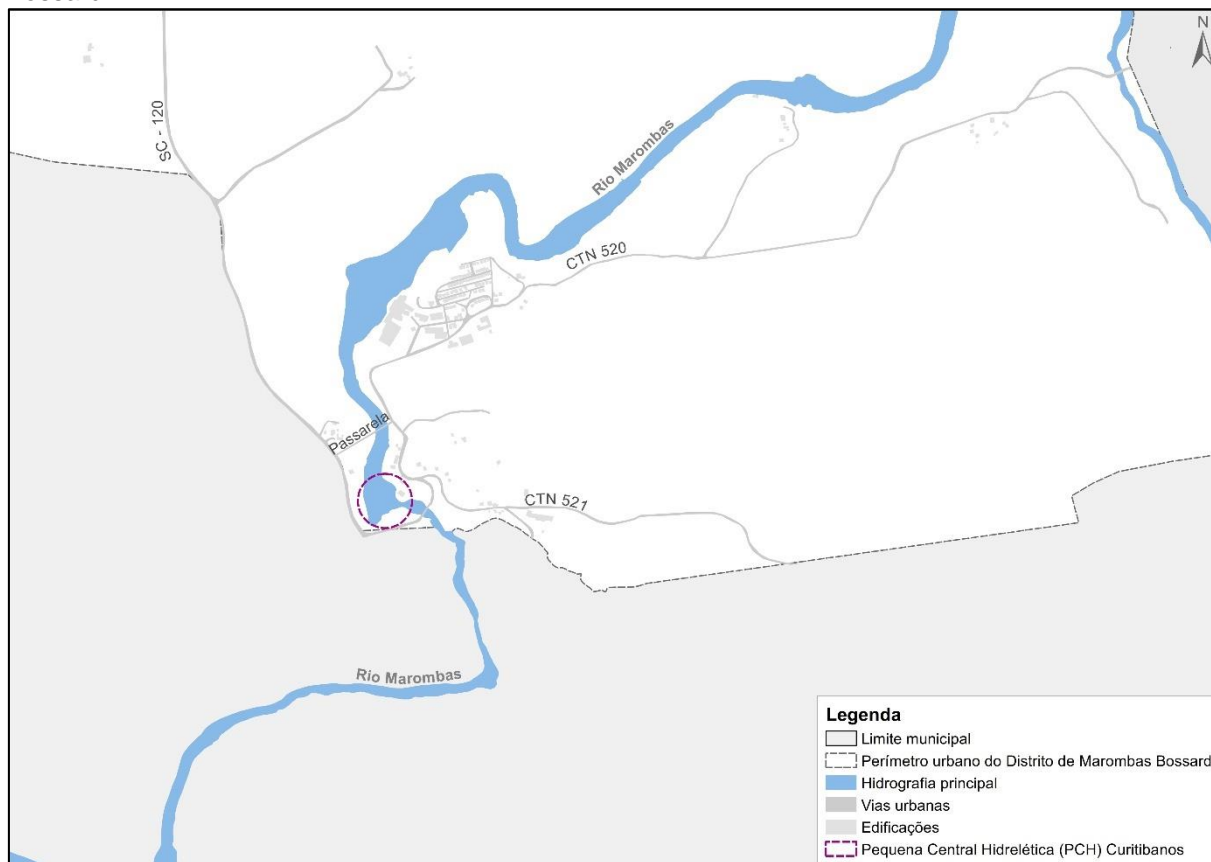 N
SC - 120
Rio Marombas
CTN 520
Passarela
CTN 521
Rio Marombas
Legenda
Limite municipal
Perímetro urbano do Distrito de Marombas Bossard
Hidrografia principal
Vias urbanas
Edificações
Pequena Central Hidrelética (PCH) Curitibanos